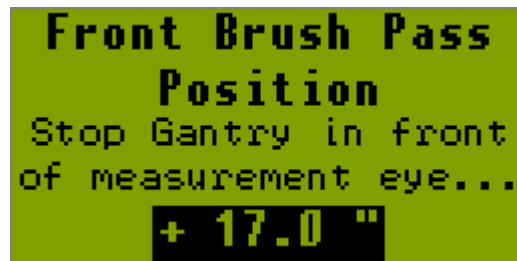 Front Brush Pass
Position
Stop Gantry in front
of measurement eye...
+ 17.0 "